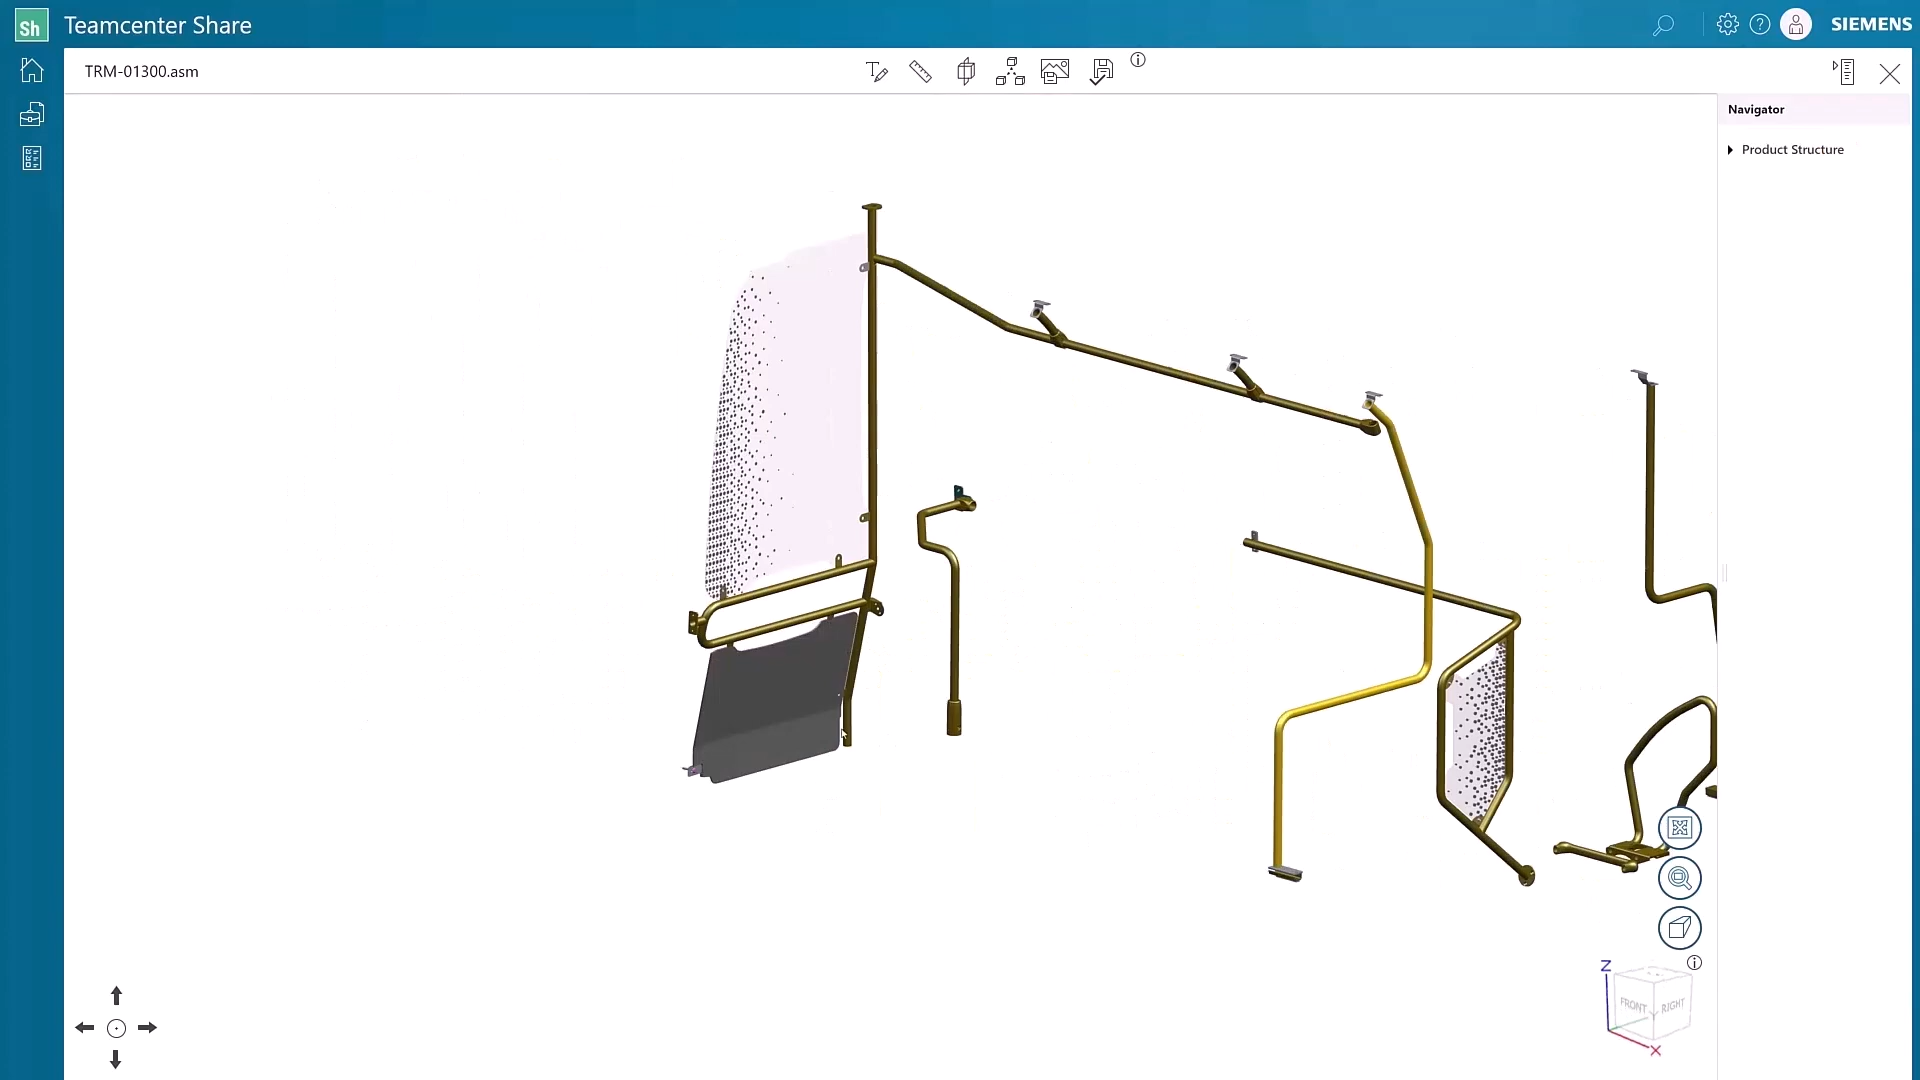 Sh
Teamcenter Share
SIEMENS
TRM-01300.asm
Navigator
Product Structure
Z
FRONT
RIGHT
Y
X